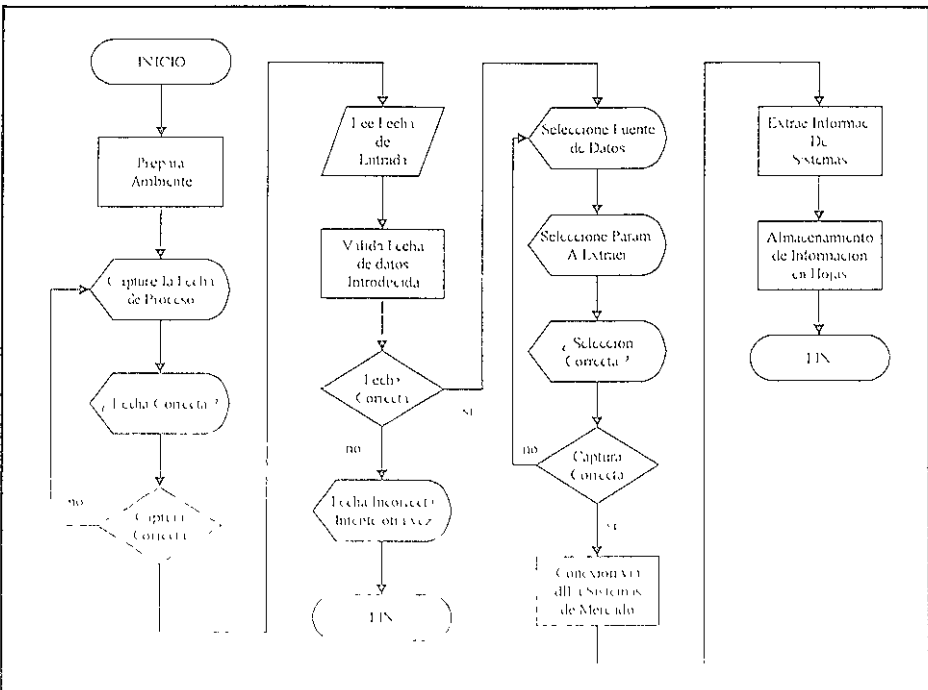 INICIO
Prepara
Ambiente
Capture la Fecha
de Proceso
¿ Fecha Correcta ?
no
Captura
Correcta
Lee Fecha
de
Entrada
Valida Fecha
de datos
Introducida
Fecha
Correcta
si
no
Fecha Incorrecta
Intente otra vez
FIN
Seleccione Fuente
de Datos
Seleccione Param
A Extraer
¿ Seleccion
Correcta ?
no
Captura
Correcta
si
Conexion via
dll a Sistemas
de Mercado
Extrae Informac
De
Sistemas
Almacenamiento
de Informacion
en Hojas
FIN